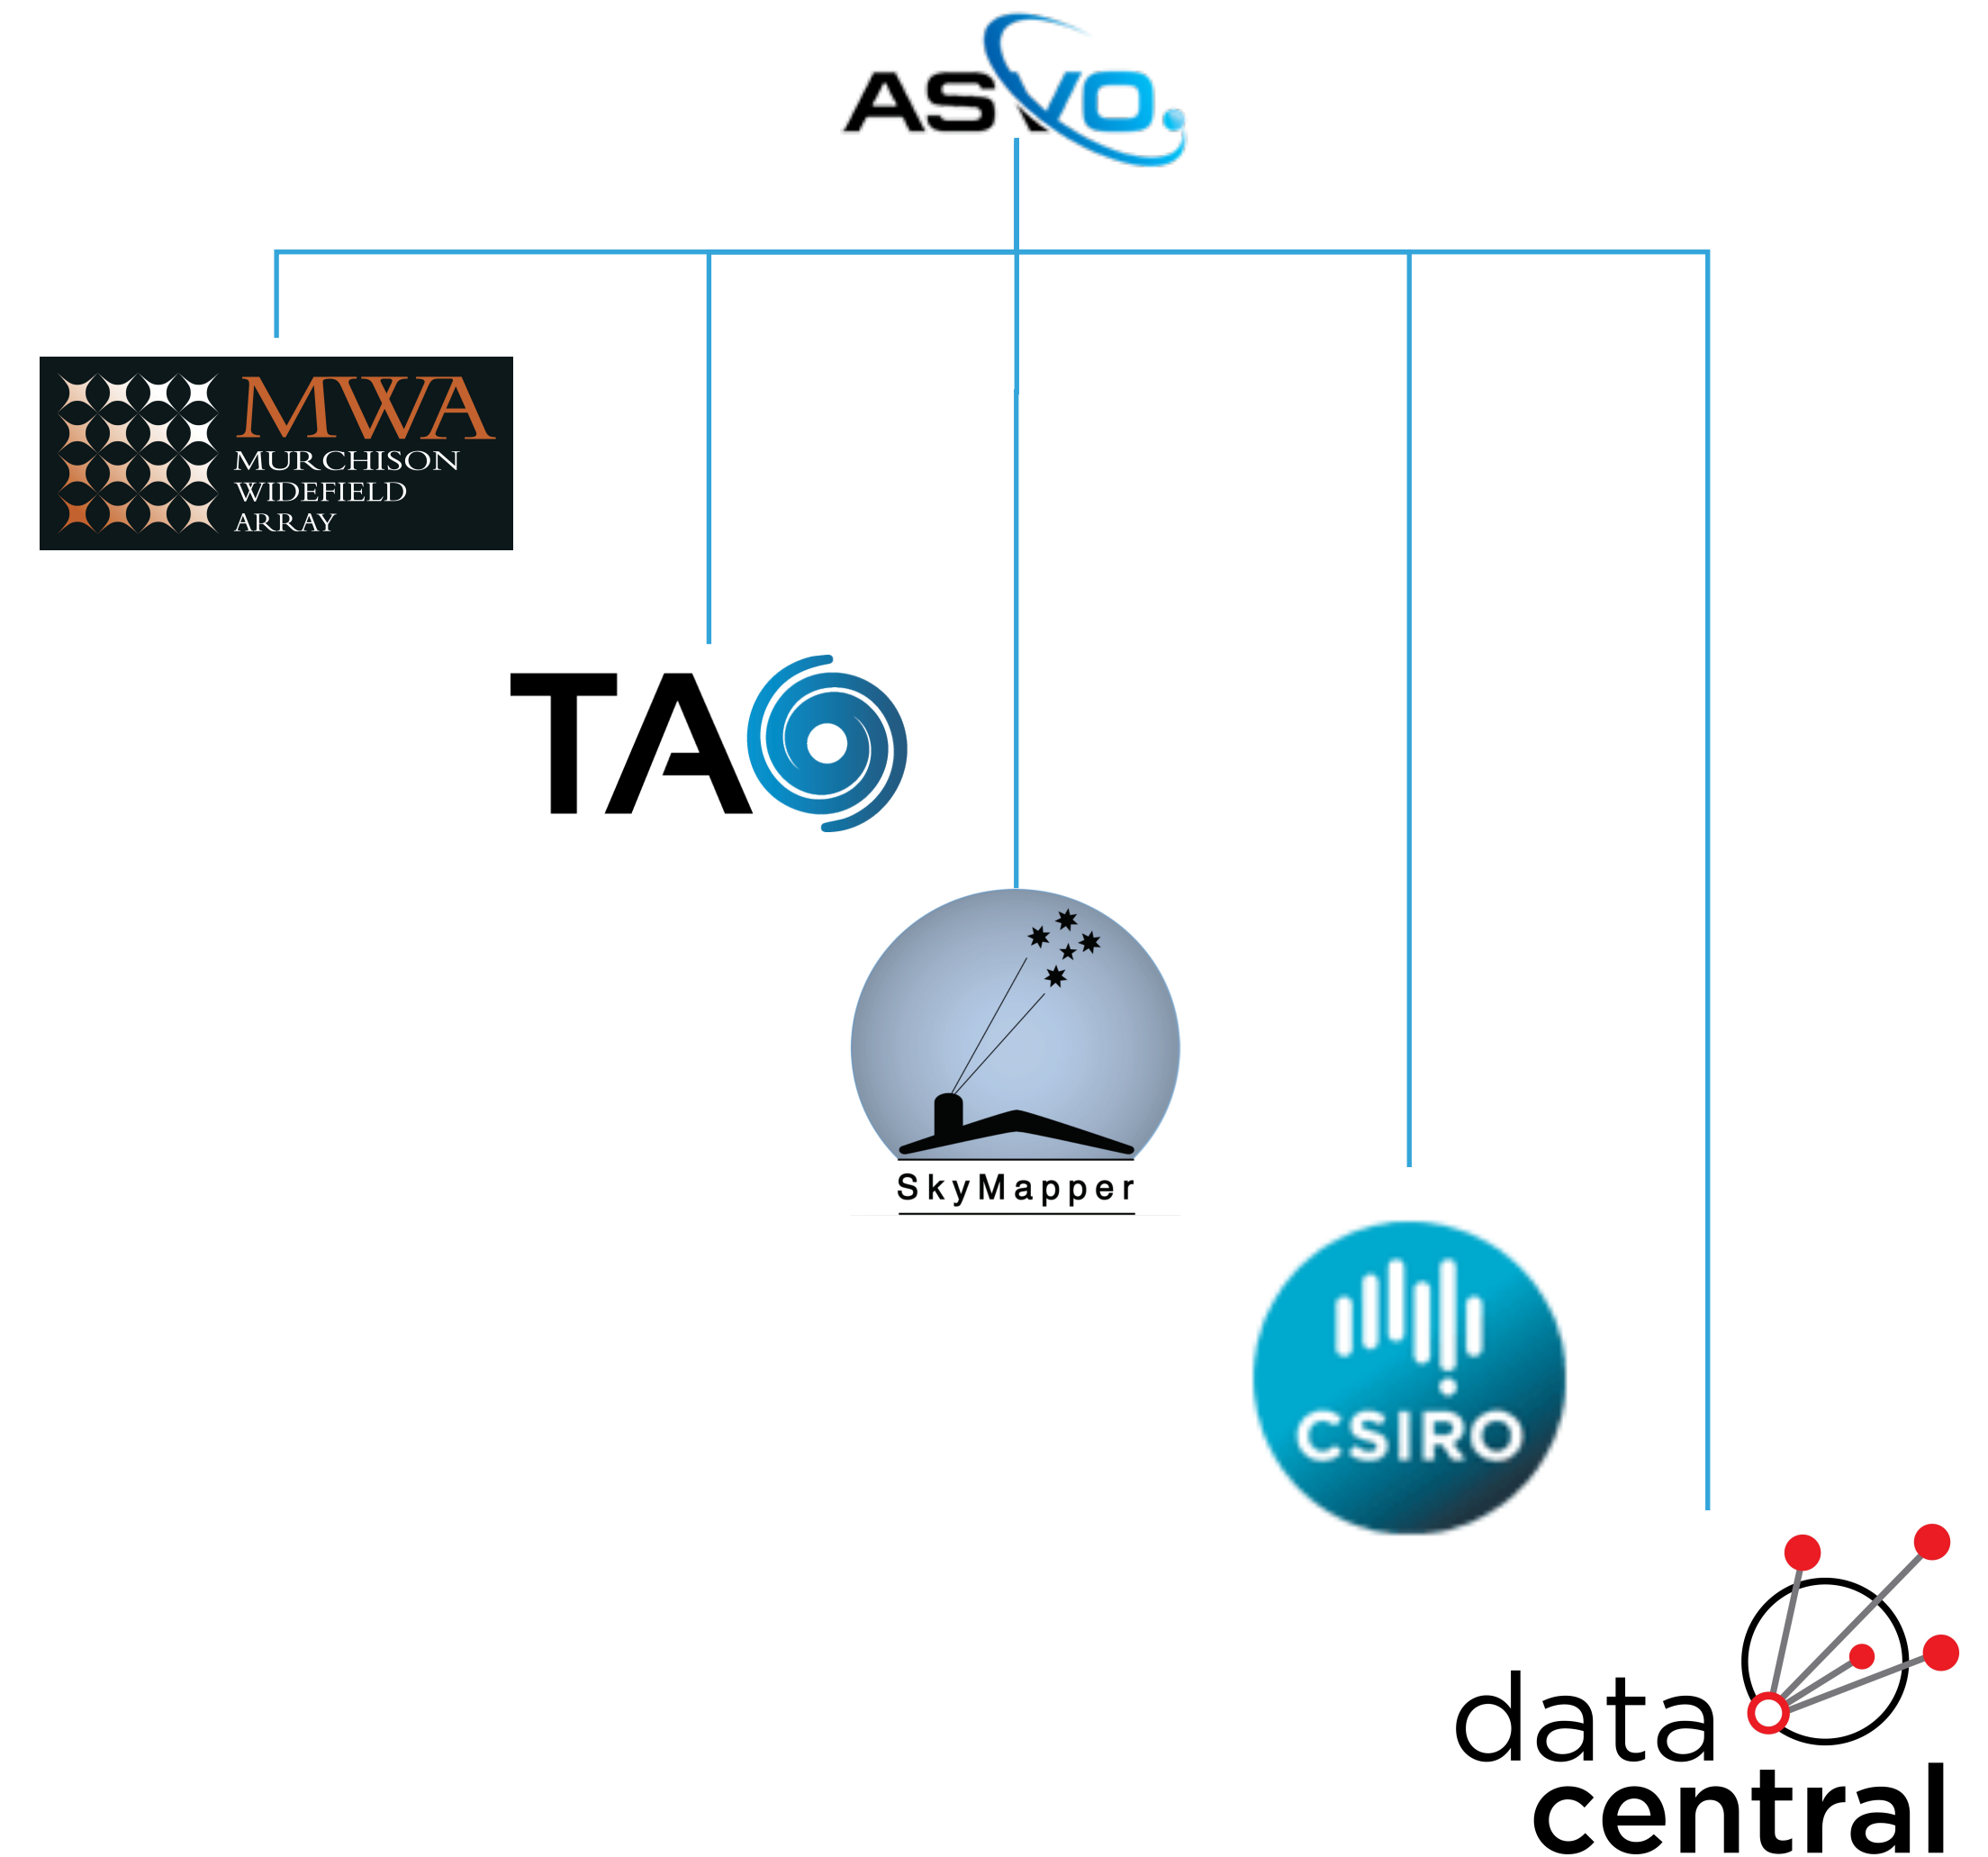 ASVO.
MWA
MURCHISON
WIDEFIELD
ARRAY
TAO
SkyMapper
CSIRO
data
central